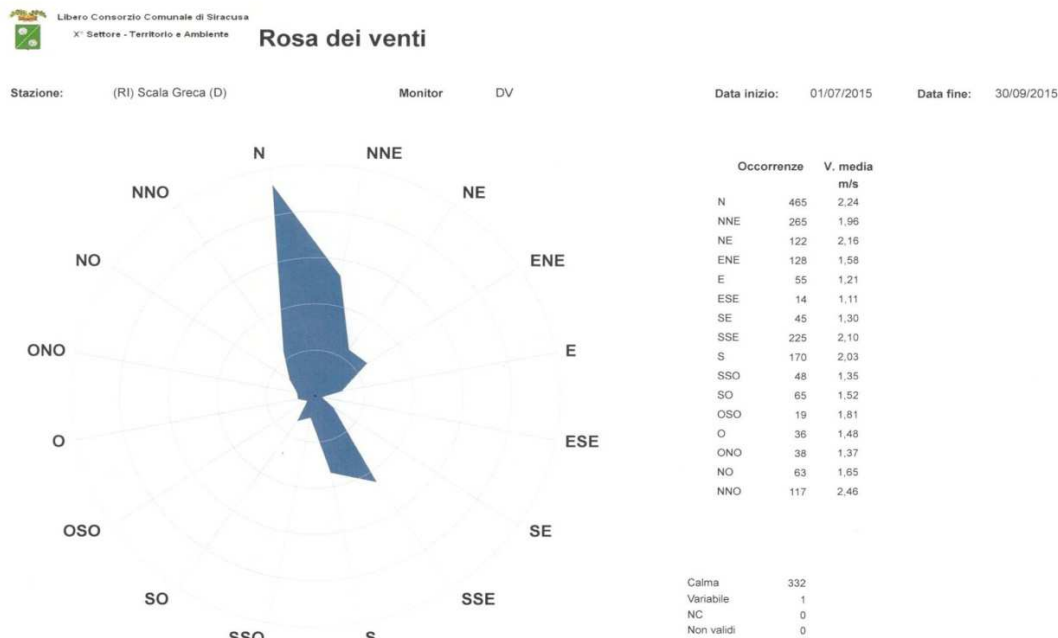 Libero Consorzio Comunale di Siracusa
X° Settore - Territorio e Ambiente
Rosa dei venti
Stazione: (RI) Scala Greca (D) Monitor DV Data inizio: 01/07/2015 Data fine: 30/09/2015
N
NNE
NNO
NE
NO
ENE
ONO
E
O
ESE
OSO
SE
SO
SSE
SSO
S
Occorrenze V. media
m/s
N 465 2,24
NNE 265 1,96
NE 122 2,16
ENE 128 1,58
E 55 1,21
ESE 14 1,11
SE 45 1,30
SSE 225 2,10
S 170 2,03
SSO 48 1,35
SO 65 1,52
OSO 19 1,81
O 36 1,48
ONO 38 1,37
NO 63 1,65
NNO 117 2,46
Calma 332
Variabile 1
NC 0
Non validi 0